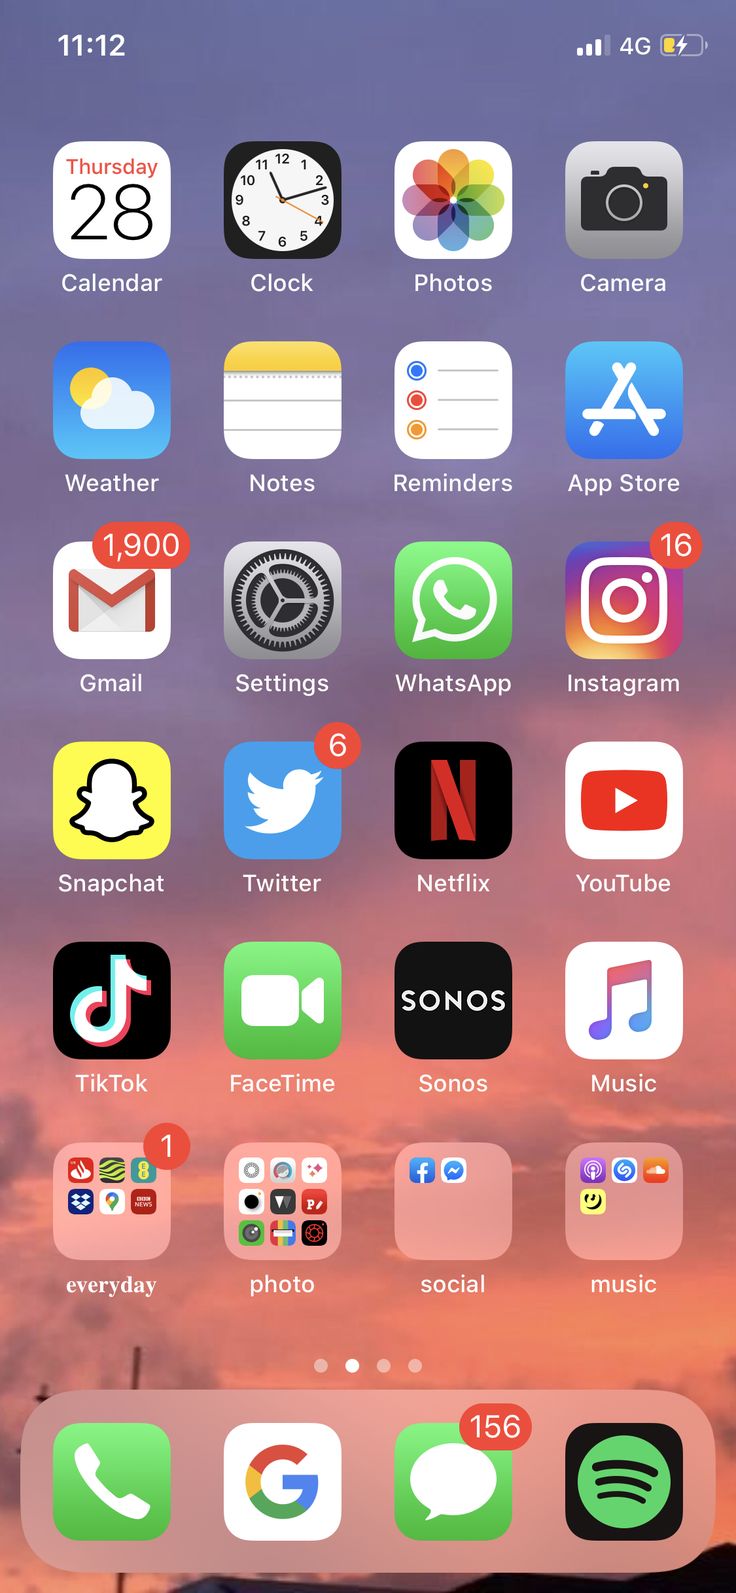 11:12 4G
Thursday
28
12
11 1
10 2
9 3
8 4
7 5
6
Calendar Clock Photos Camera
Weather Notes Reminders App Store
1,900 16
Gmail Settings WhatsApp Instagram
6
Snapchat Twitter Netflix YouTube
SONOS
TikTok FaceTime Sonos Music
1
BBC
NEWS
everyday photo social music
156